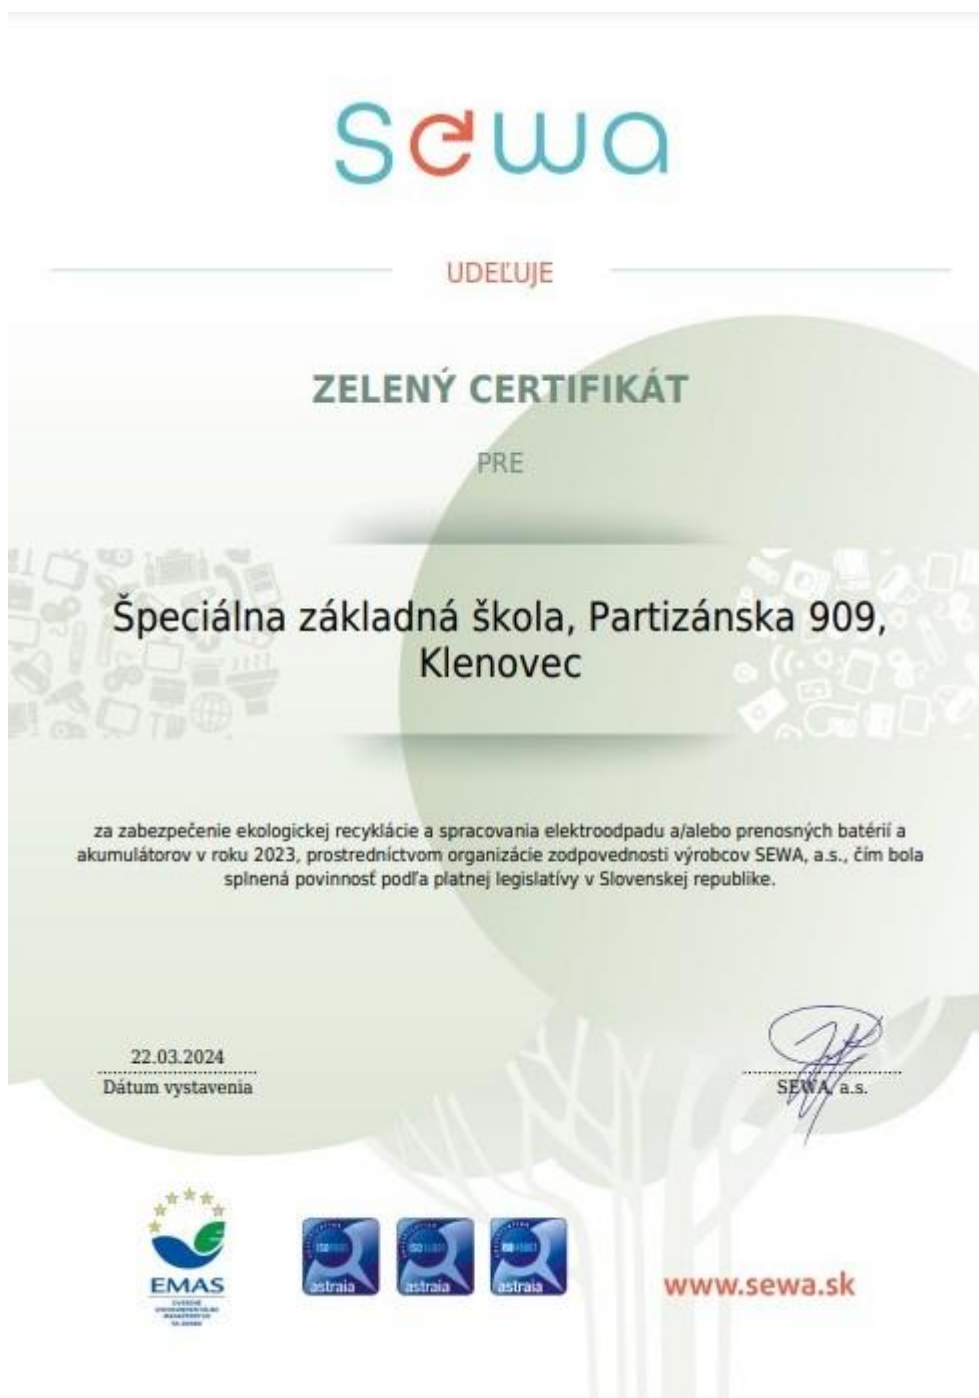 Sewa
UDEĽUJE
ZELENÝ CERTIFIKÁT
PRE
Špeciálna základná škola, Partizánska 909,
Klenovec
za zabezpečenie ekologickej recyklácie a spracovania elektroodpadu a/alebo prenosných batérií a
akumulátorov v roku 2023, prostredníctvom organizácie zodpovednosti výrobcov SEWA, a.s., čím bola
splnená povinnosť podľa platnej legislatívy v Slovenskej republike.
22.03.2024
Dátum vystavenia
SEWA, a.s.
EMAS
astraia
astraia
astraia
www.sewa.sk